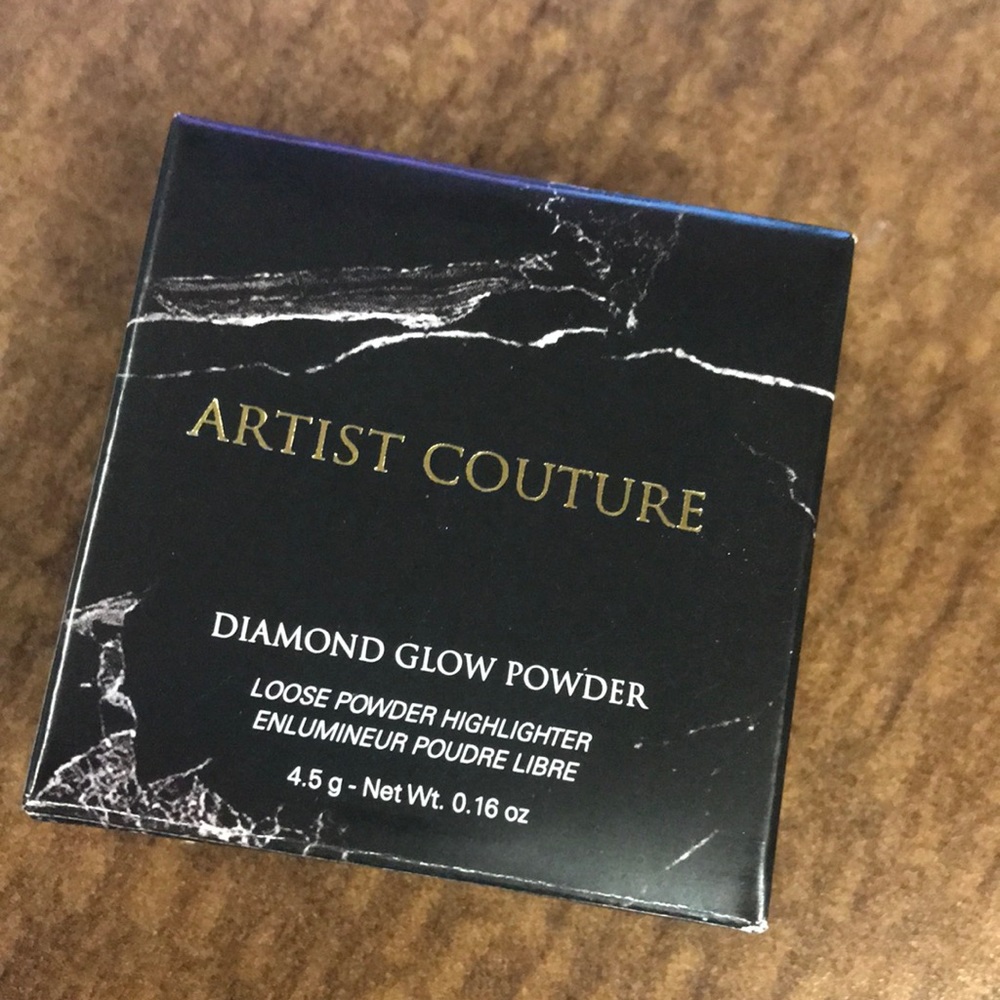 ARTIST COUTURE
DIAMOND GLOW POWDER
LOOSE POWDER HIGHLIGHTER
ENLUMINEUR POUDRE LIBRE
4.5 g - Net Wt. 0.16 oz